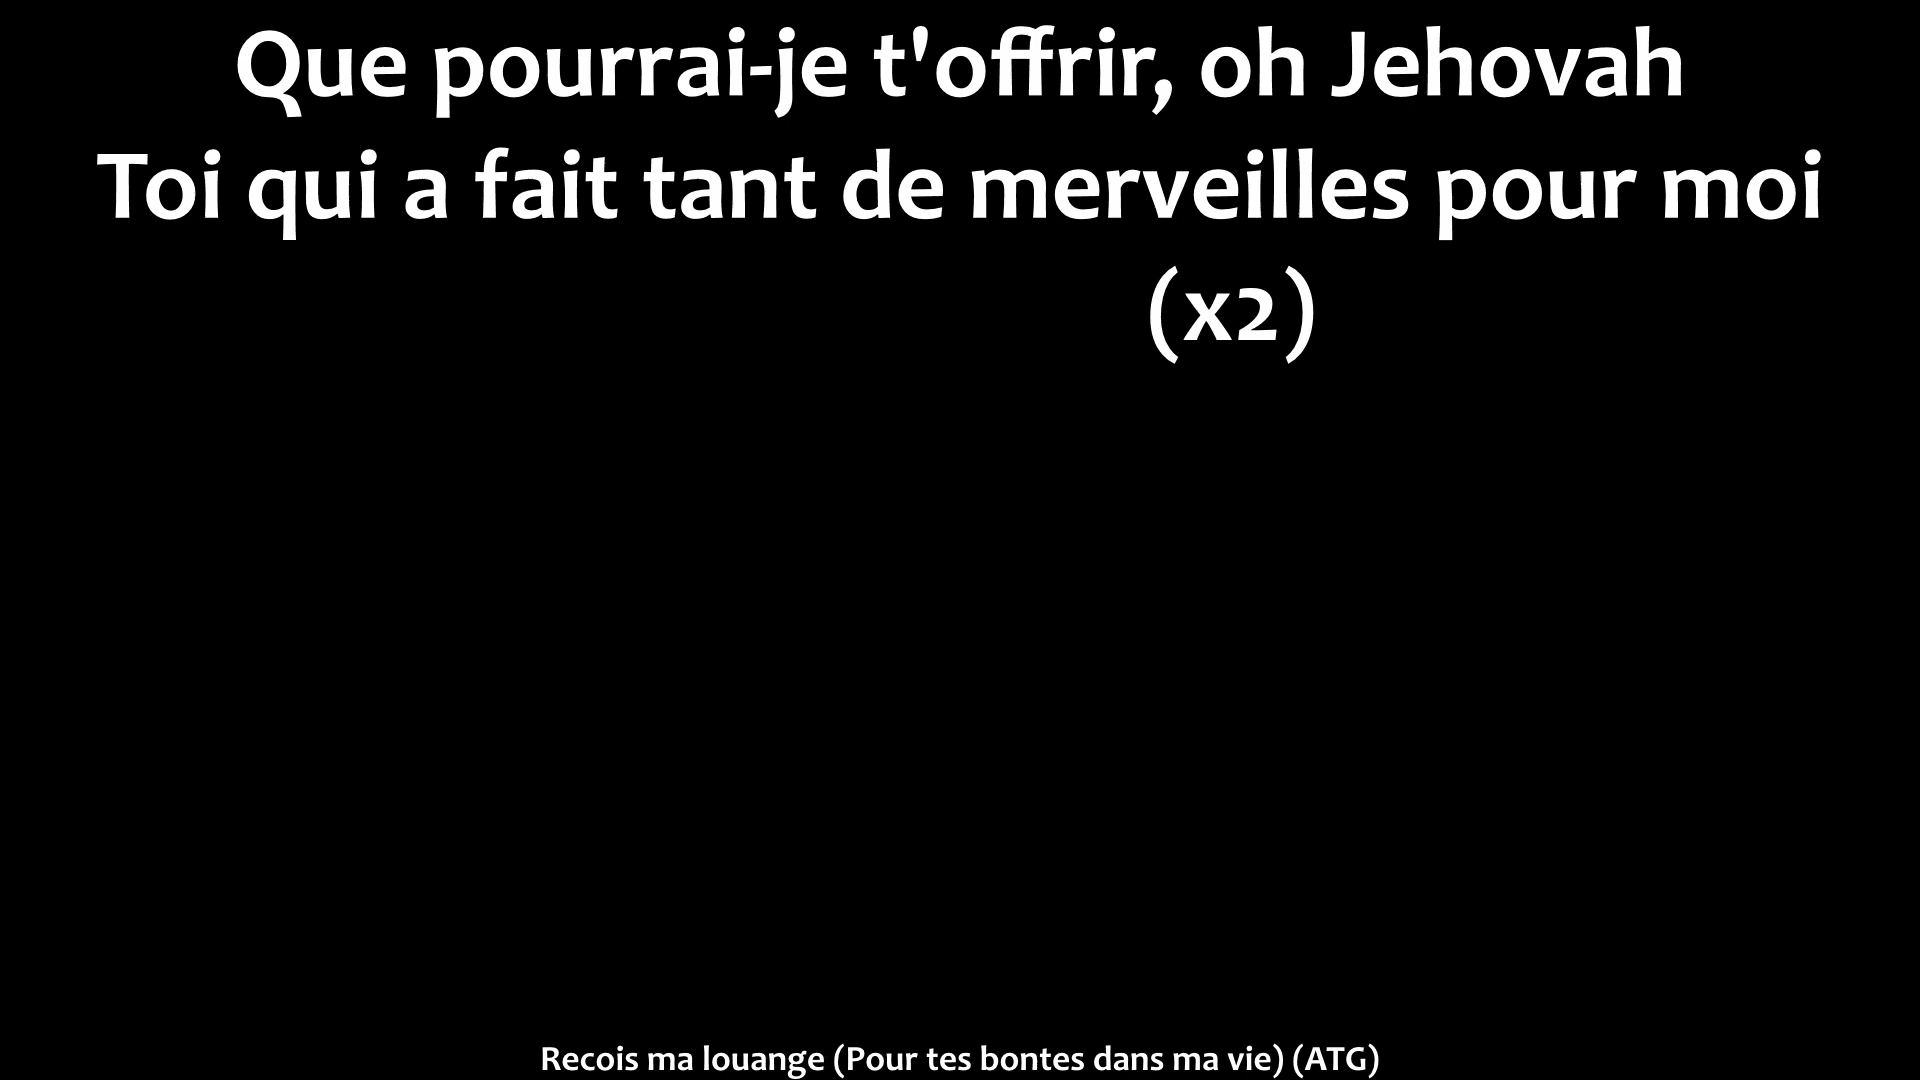 Que pourrai-je t'offrir, oh Jehovah
Toi qui a fait tant de merveilles pour moi
(x2)
Recois ma louange (Pour tes bontes dans ma vie) (ATG)